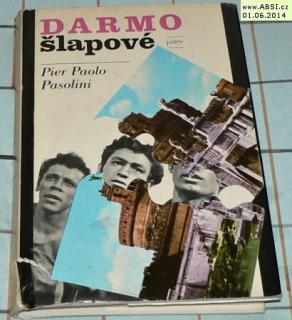 www.ABSI.cz
01.06.2014
DARMO
šlapové
Pier Paolo
Pasolini